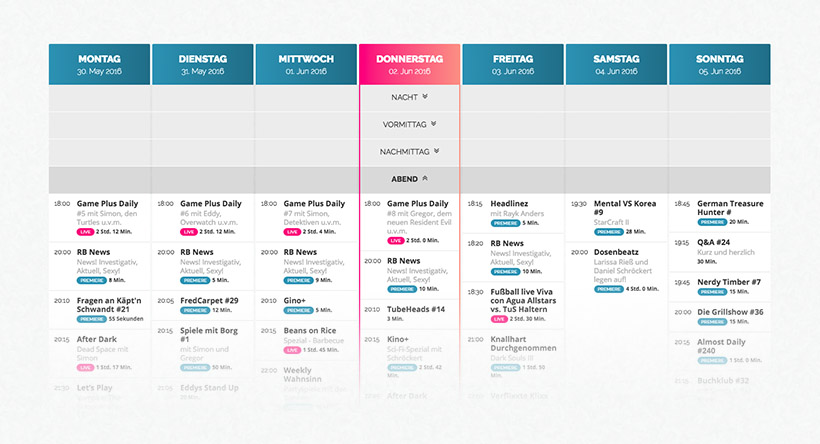 MONTAG
30. May 2016
DIENSTAG
31. May 2016
MITTWOCH
01. Jun 2016
DONNERSTAG
02. Jun 2016
FREITAG
03. Jun 2016
SAMSTAG
04. Jun 2016
SONNTAG
05. Jun 2016
NACHT
VORMITTAG
NACHMITTAG
ABEND
18:00 Game Plus Daily
#5 mit Simon, den
Turtles u.v.m.
LIVE 2 Std. 12 Min.
20:00 RB News
News! Investigativ,
Aktuell, Sexy!
PREMIERE 8 Min.
20:10 Fragen an Käpt'n
Schwandt #21
PREMIERE 55 Sekunden
20:15 After Dark
Dead Space mit
Simon
LIVE 1 Std. 17 Min.
Let's Play
18:00 Game Plus Daily
#6 mit Eddy,
Overwatch u.v.m.
LIVE 2 Std. 12 Min.
20:00 RB News
News! Investigativ,
Aktuell, Sexy!
PREMIERE 5 Min.
20:05 FredCarpet #29
PREMIERE 12 Min.
20:15 Spiele mit Borg
#1
mit Simon und
Gregor
PREMIERE 50 Min.
Eddys Stand Up
18:00 Game Plus Daily
#7 mit Simon,
Detektiven u.v.m.
LIVE 2 Std. 4 Min.
20:00 RB News
News! Investigativ,
Aktuell, Sexy!
PREMIERE 9 Min.
20:10 Gino+
PREMIERE 5 Min.
20:15 Beans on Rice
Spezial - Barbecue
LIVE 1 Std. 45 Min.
22:00 Weekly
Wahnsinn
18:00 Game Plus Daily
#8 mit Gregor, dem
neuen Resident Evil
u.v.m.
LIVE 2 Std. 0 Min.
20:00 RB News
News! Investigativ,
Aktuell, Sexy!
PREMIERE 10 Min.
20:10 TubeHeads #14
3 Min.
20:15 Kino+
Sci-Fi-Spezial mit
Schröckert
PREMIERE 2 Std. 42
Min.
After Dark
18:15 Headlinez
mit Rayk Anders
PREMIERE 5 Min.
18:20 RB News
News! Investigativ,
Aktuell, Sexy!
PREMIERE 10 Min.
18:30 Fußball live Viva
con Agua Allstars
vs. TuS Haltern
LIVE 2 Std. 30 Min.
21:00 Knallhart
Durchgenommen
Dark Souls III
PREMIERE 1 Std. 50
Min.
19:30 Mental VS Korea
#9
StarCraft II
PREMIERE 28 Min.
20:00 Dosenbeatz
Larissa Rieß und
Daniel Schröckert
legen auf!
PREMIERE 4 Std. 0 Min.
18:45 German Treasure
Hunter #
PREMIERE 20 Min.
19:15 Q&A #24
Kurz und herzlich
30 Min.
19:45 Nerdy Timber #7
PREMIERE 15 Min.
20:00 Die Grillshow #36
PREMIERE 15 Min.
20:15 Almost Daily
#240
PREMIERE 1 Std. 0 Min.
Buchklub #32